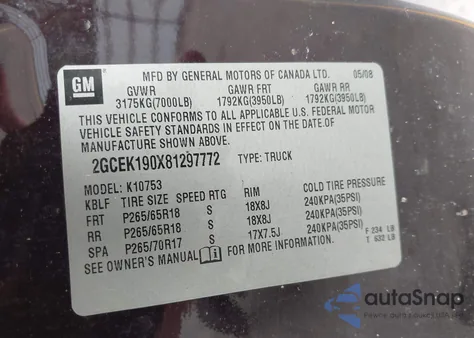 GM
MFD BY GENERAL MOTORS OF CANADA LTD. 05/08
GVWR GAWR FRT GAWR RR
3175KG(7000LB) 1792KG(3950LB) 1792KG(3950LB)
THIS VEHICLE CONFORMS TO ALL APPLICABLE U.S. FEDERAL MOTOR
VEHICLE SAFETY STANDARDS IN EFFECT ON THE DATE OF
MANUFACTURE SHOWN ABOVE.
2GCEK190X81297772 TYPE: TRUCK
MODEL: K10753
KBLF TIRE SIZE SPEED RTG RIM COLD TIRE PRESSURE
FRT P265/65R18 S 18X8J 240KPA(35PSI)
RR P265/65R18 S 18X8J 240KPA(35PSI)
SPA P265/70R17 S 17X7.5J 240KPA(35PSI)
SEE OWNER'S MANUAL FOR MORE INFORMATION.
F 234 LB
T 632 LB
autoSnap